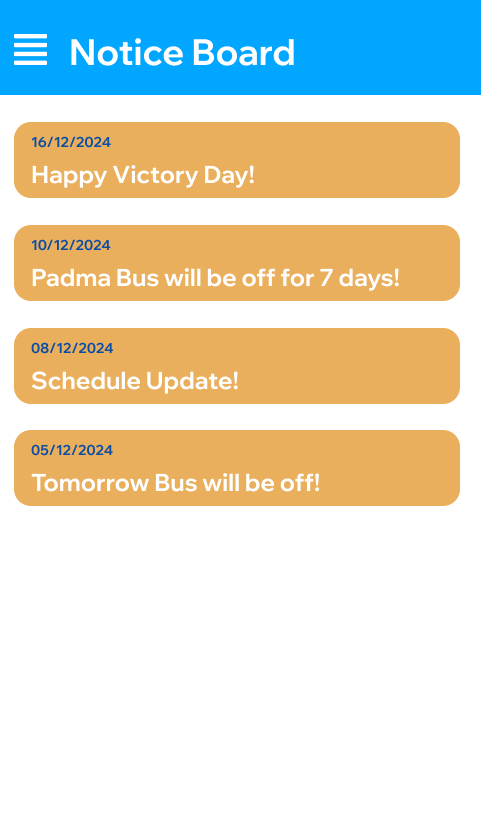 Notice Board
16/12/2024
Happy Victory Day!
10/12/2024
Padma Bus will be off for 7 days!
08/12/2024
Schedule Update!
05/12/2024
Tomorrow Bus will be off!